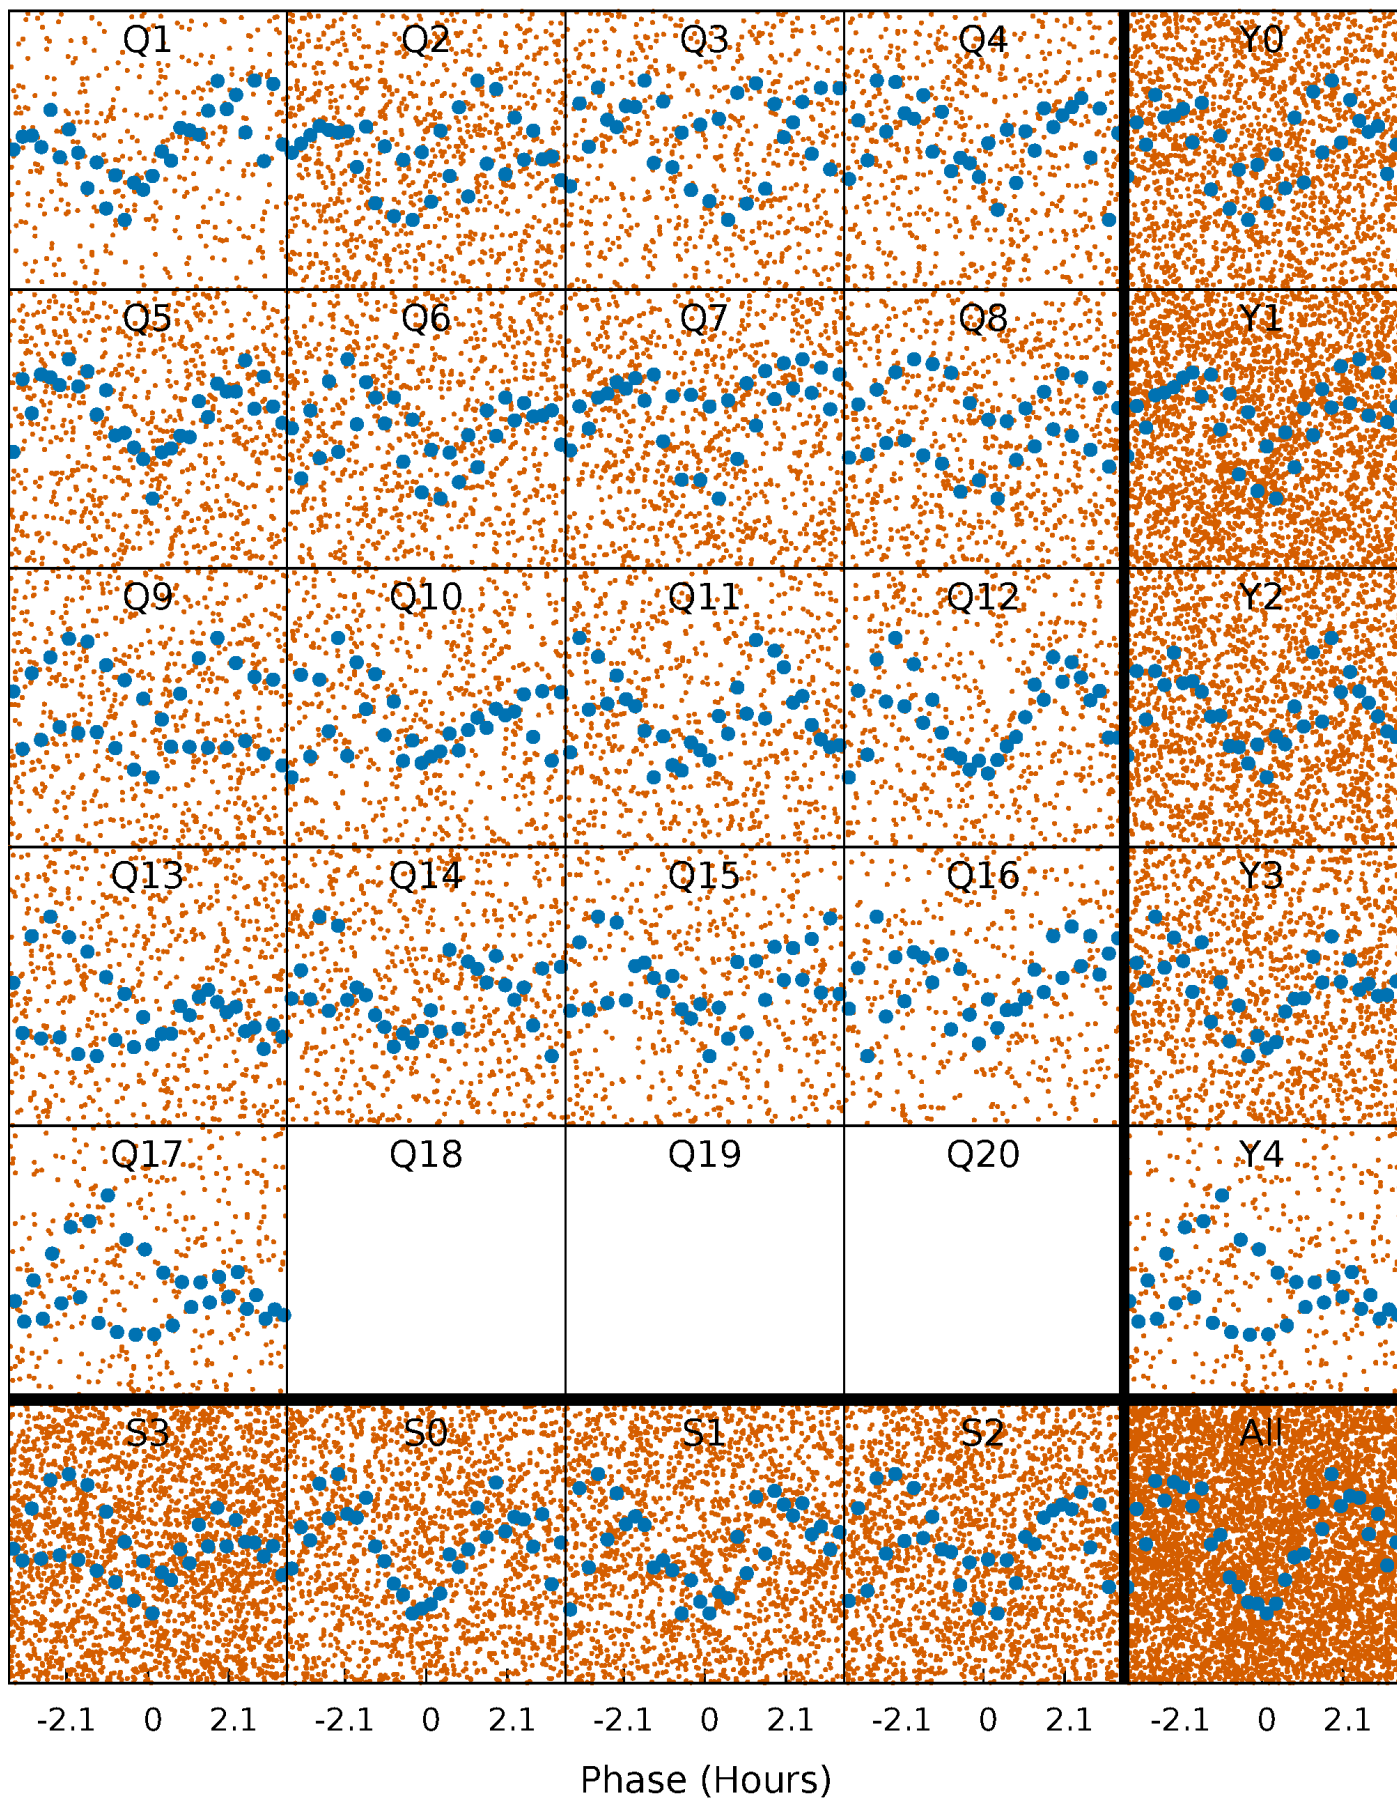 Q1 Q2 Q3 Q4 Y0
Q5 Q6 Q7 Q8 Y1
Q9 Q10 Q11 Q12 Y2
Q13 Q14 Q15 Q16 Y3
Q17 Q18 Q19 Q20 Y4
S3 S0 S1 S2 All
-2.1 0 2.1 -2.1 0 2.1 -2.1 0 2.1 -2.1 0 2.1 -2.1 0 2.1
Phase (Hours)